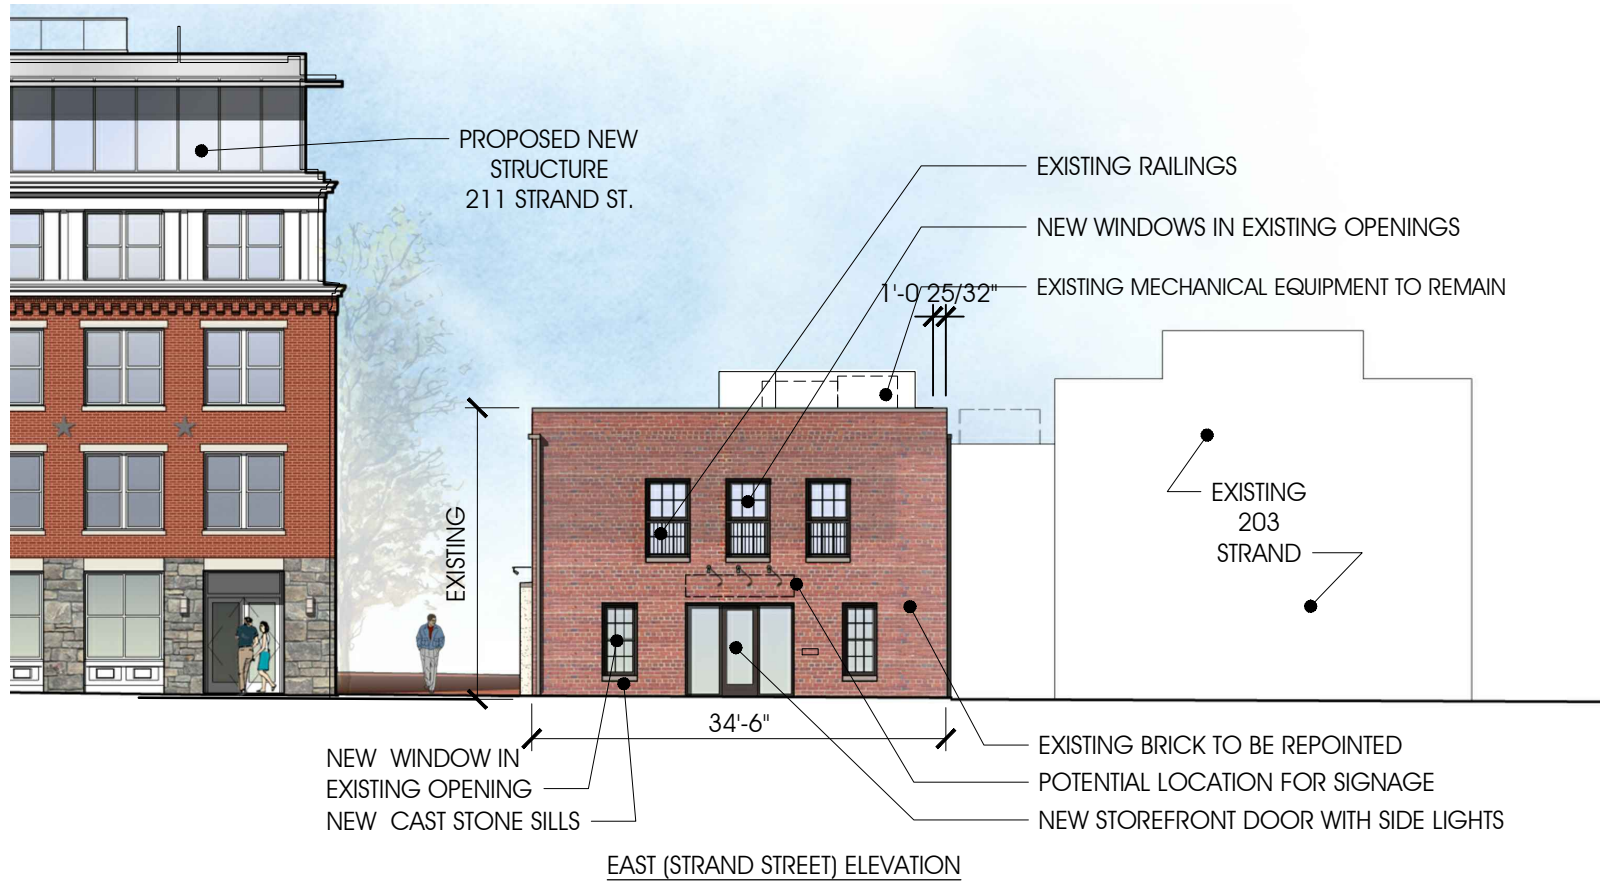 PROPOSED NEW
STRUCTURE
211 STRAND ST.
EXISTING RAILINGS
NEW WINDOWS IN EXISTING OPENINGS
1'-0 25/32"
EXISTING MECHANICAL EQUIPMENT TO REMAIN
EXISTING
203
STRAND
EXISTING
34'-6"
NEW WINDOW IN
EXISTING OPENING
NEW CAST STONE SILLS
EXISTING BRICK TO BE REPOINTED
POTENTIAL LOCATION FOR SIGNAGE
NEW STOREFRONT DOOR WITH SIDE LIGHTS
EAST (STRAND STREET) ELEVATION